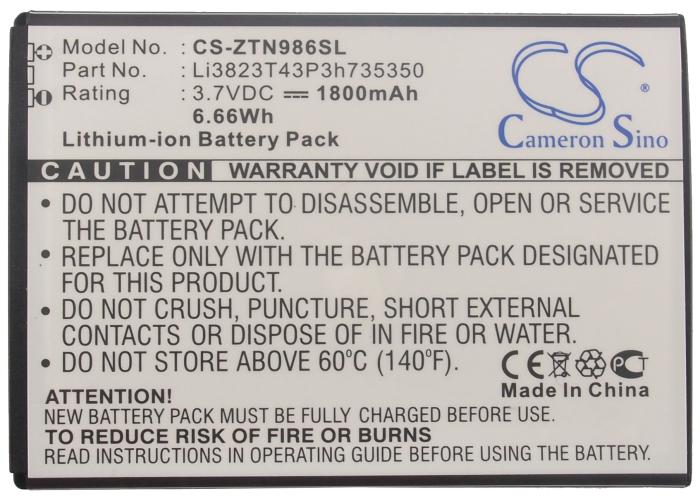 Model No.: CS-ZTN986SL
Part No.: Li3823T43P3h735350
Rating : 3.7VDC ⎓ 1800mAh
6.66Wh
Lithium-ion Battery Pack
CS ®
Cameron Sino
CAUTION WARRANTY VOID IF LABEL IS REMOVED
• DO NOT ATTEMPT TO DISASSEMBLE, OPEN OR SERVICE
THE BATTERY PACK.
• REPLACE ONLY WITH THE BATTERY PACK DESIGNATED
FOR THIS PRODUCT.
• DO NOT CRUSH, PUNCTURE, SHORT EXTERNAL
CONTACTS OR DISPOSE OF IN FIRE OR WATER.
• DO NOT STORE ABOVE 60°C (140°F).
CE PCT
Made In China
ATTENTION!
NEW BATTERY PACK MUST BE FULLY CHARGED BEFORE USE.
TO REDUCE RISK OF FIRE OR BURNS
READ INSTRUCTION GUIDE BEFORE USING THE BATTERY.